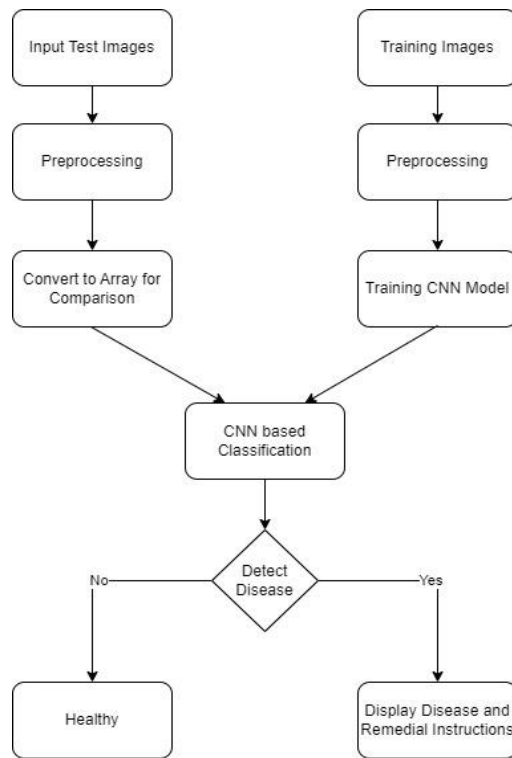 Input Test Images
Training Images
Preprocessing
Preprocessing
Convert to Array for
Comparison
Training CNN Model
CNN based
Classification
Detect
Disease
No
Yes
Healthy
Display Disease and
Remedial Instructions